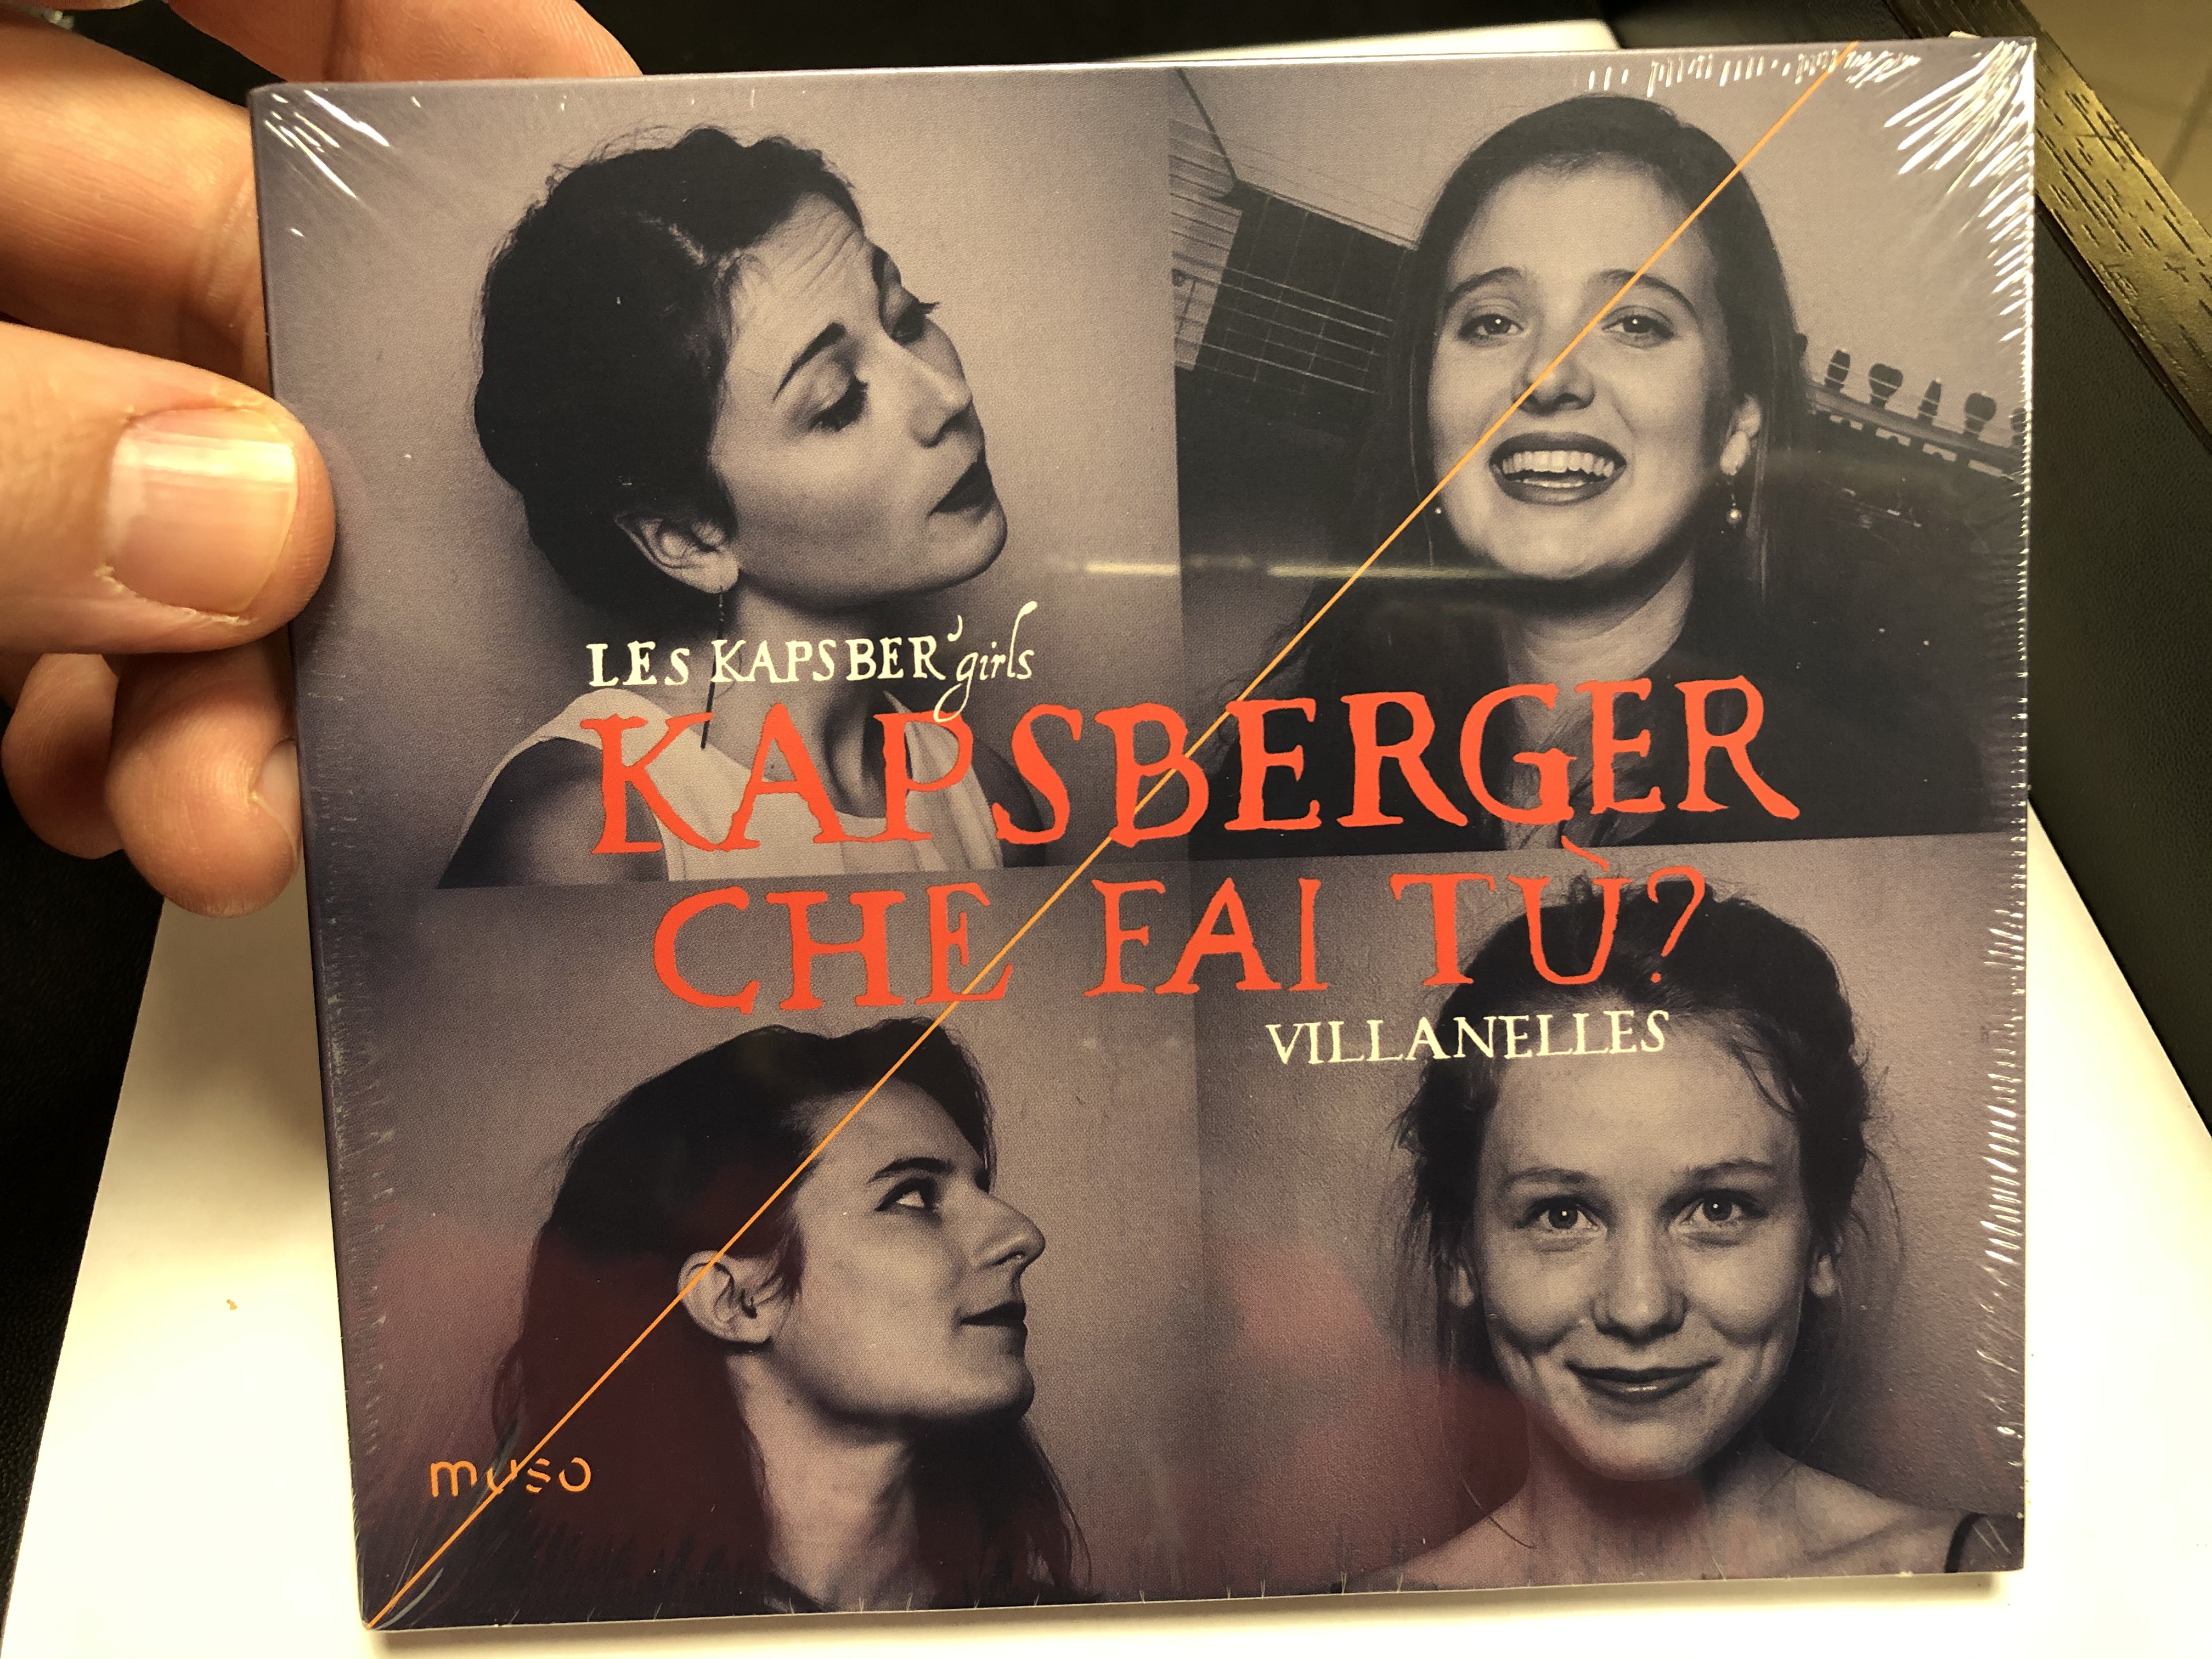 LES KAPSBER'girls
KAPSBERGER
CHE FAI TÙ?
VILLANELLES
muso